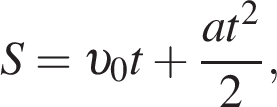 S = υ₀t + at²/2,